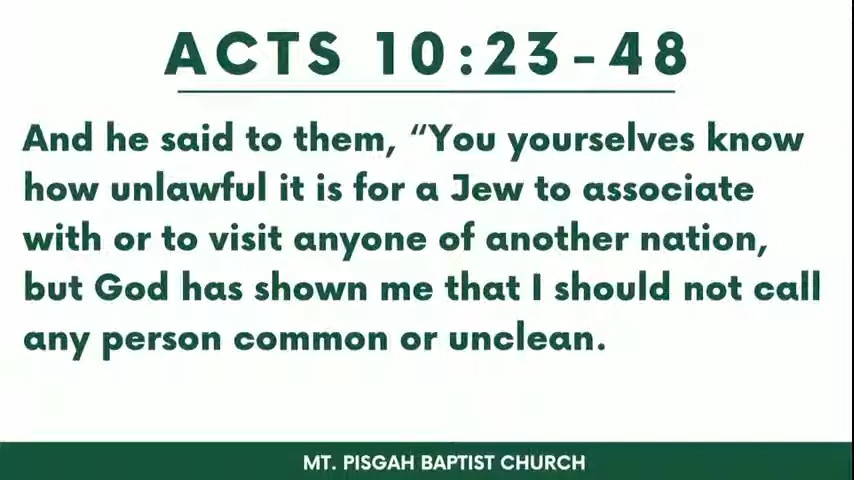 ACTS 10:23-48
And he said to them, “You yourselves know
how unlawful it is for a Jew to associate
with or to visit anyone of another nation,
but God has shown me that I should not call
any person common or unclean.
MT. PISGAH BAPTIST CHURCH